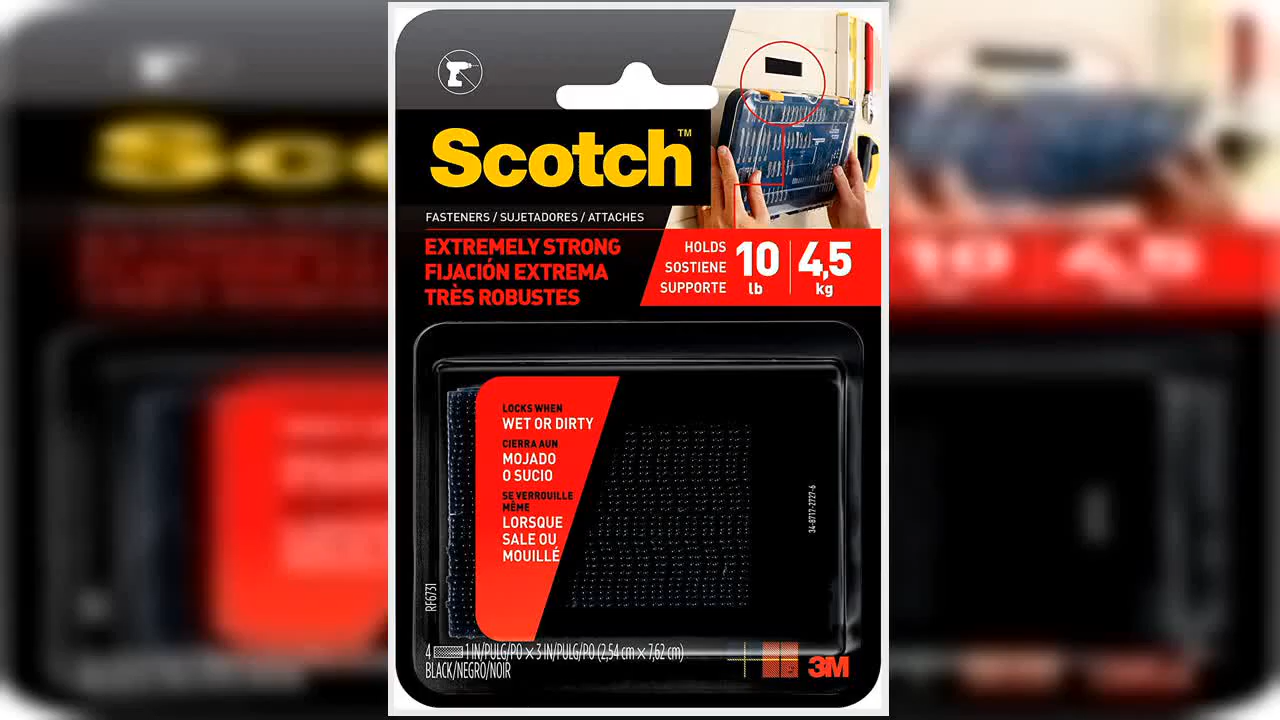 Scotch™
FASTENERS / SUJETADORES / ATTACHES
EXTREMELY STRONG
FIJACIÓN EXTREMA
TRÈS ROBUSTES
HOLDS
SOSTIENE
SUPPORTE
10 lb
4,5 kg
LOCKS WHEN
WET OR DIRTY
CIERRA AUN
MOJADO
O SUCIO
SE VERROUILLE
MÊME
LORSQUE
SALE OU
MOUILLÉ
34-8717-2727-6
RF6731
4 1 IN/PULG/PO × 3 IN/PULG/PO (2,54 cm × 7,62 cm)
BLACK/NEGRO/NOIR
3M